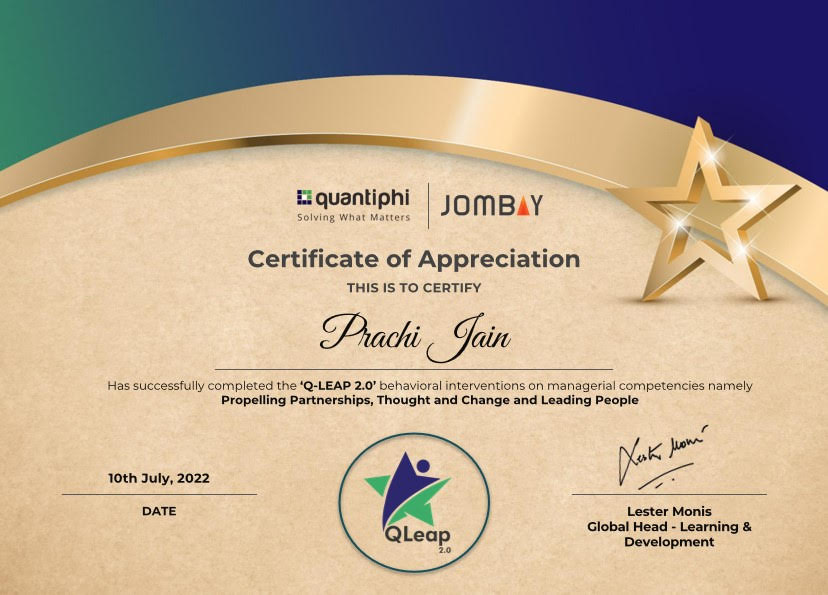 quantiphi
Solving What Matters
JOMBAY
Certificate of Appreciation
THIS IS TO CERTIFY
Prachi Jain
Has successfully completed the ‘Q-LEAP 2.0’ behavioral interventions on managerial competencies namely
Propelling Partnerships, Thought and Change and Leading People
10th July, 2022
DATE
QLeap
2.0
Lester Monis
Lester Monis
Global Head - Learning &
Development